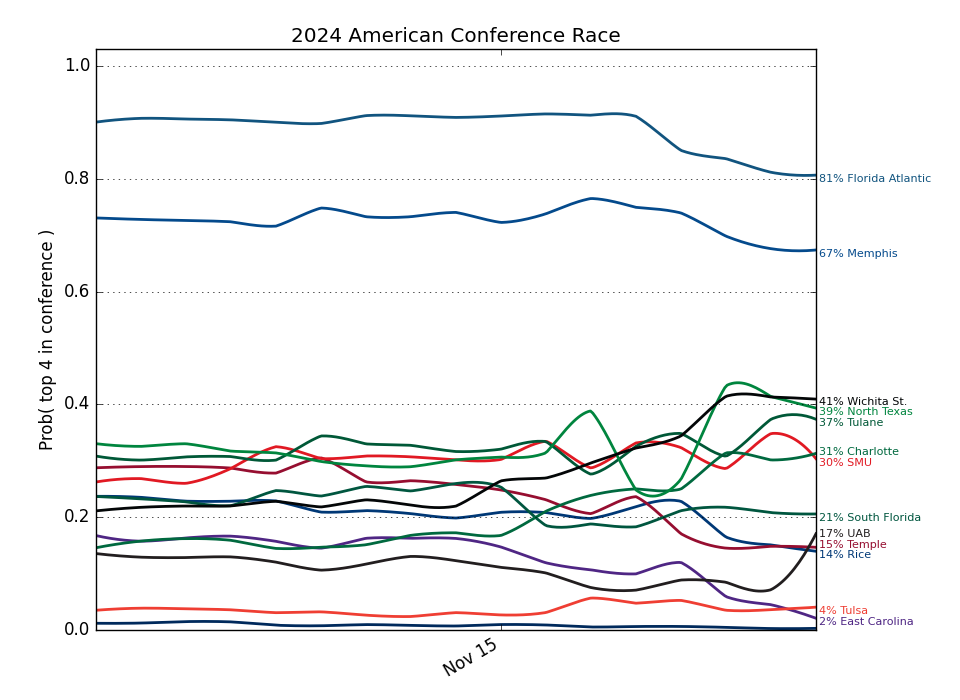 2024 American Conference Race
1.0
0.8
0.6
0.4
0.2
0.0
Prob( top 4 in conference )
Nov 15
81% Florida Atlantic
67% Memphis
41% Wichita St.
39% North Texas
37% Tulane
31% Charlotte
30% SMU
21% South Florida
17% UAB
15% Temple
14% Rice
4% Tulsa
2% East Carolina